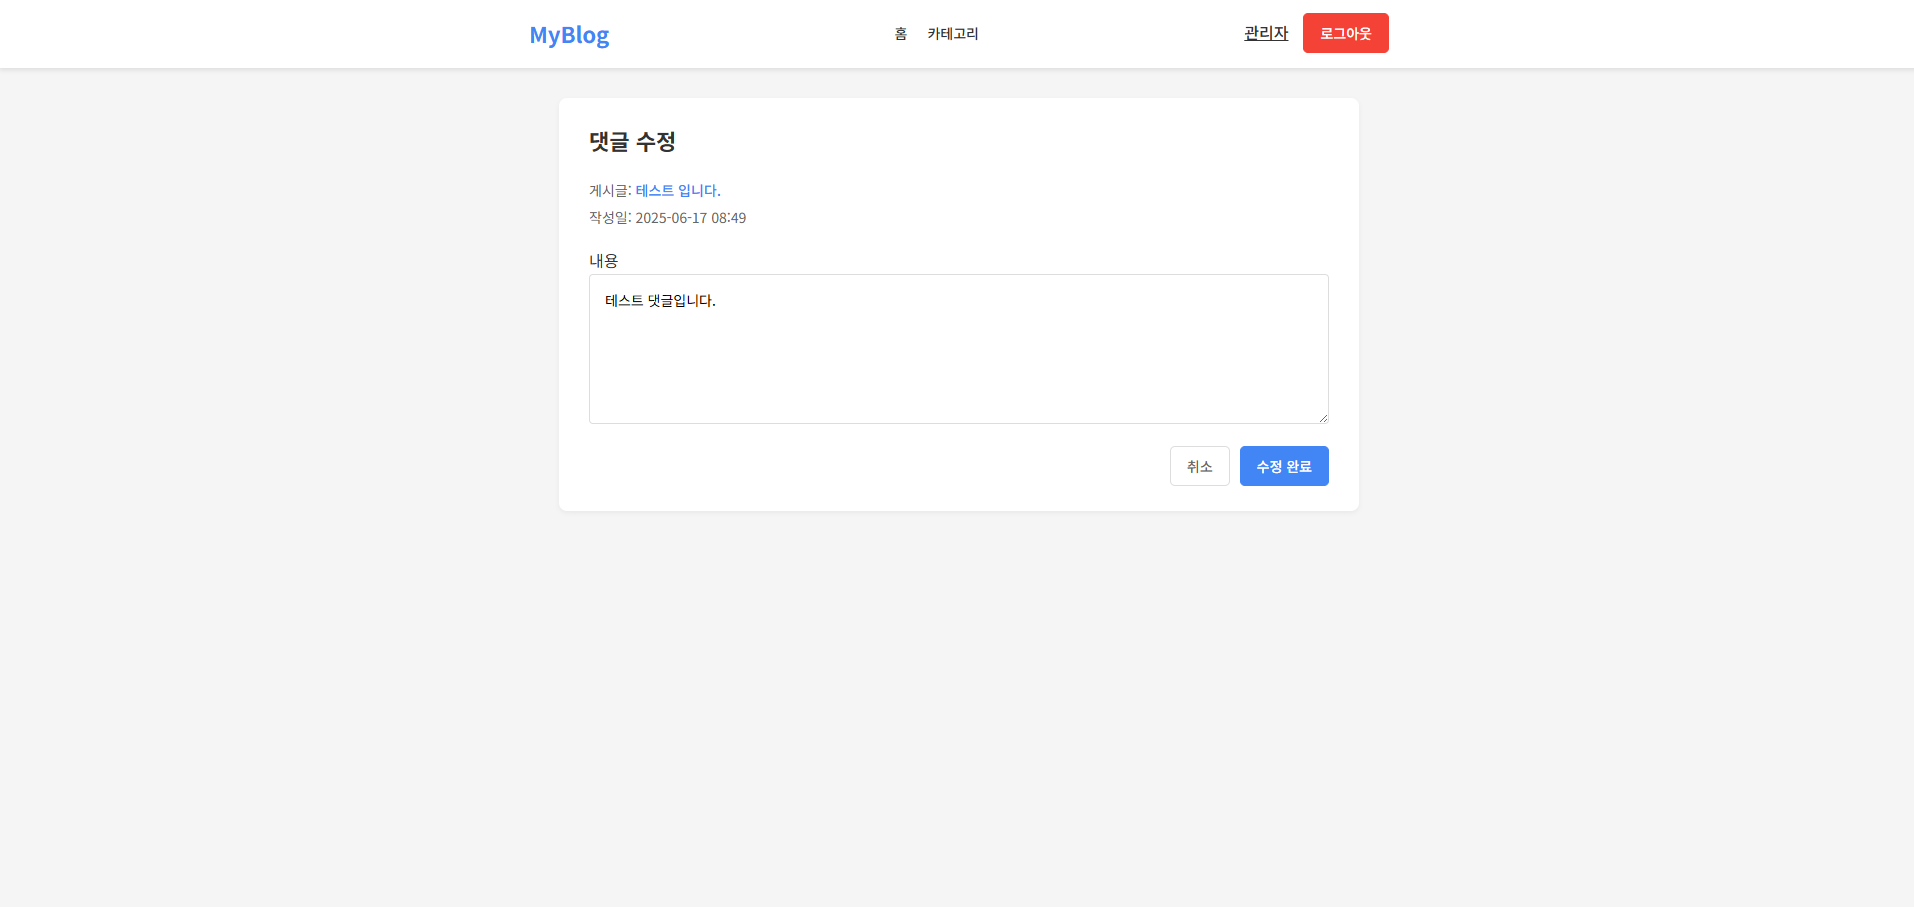 MyBlog 홈 카테고리 관리자 로그아웃
댓글 수정
게시글: 테스트 입니다.
작성일: 2025-06-17 08:49
내용
테스트 댓글입니다.
취소 수정 완료